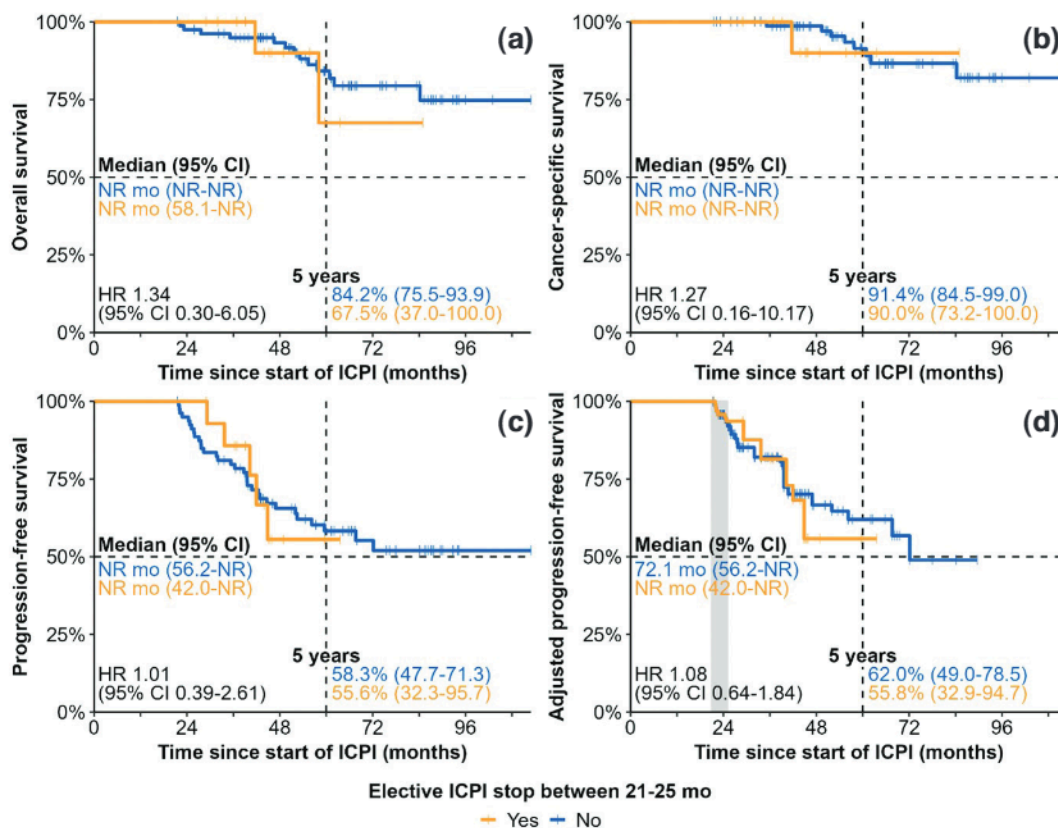 (a)
Overall survival
100%
75%
50%
25%
0%
Median (95% CI)
NR mo (NR-NR)
NR mo (58.1-NR)
5 years
HR 1.34
(95% CI 0.30-6.05)
84.2% (75.5-93.9)
67.5% (37.0-100.0)
0 24 48 72 96
Time since start of ICPI (months)
(b)
Cancer-specific survival
100%
75%
50%
25%
0%
Median (95% CI)
NR mo (NR-NR)
NR mo (NR-NR)
5 years
HR 1.27
(95% CI 0.16-10.17)
91.4% (84.5-99.0)
90.0% (73.2-100.0)
0 24 48 72 96
Time since start of ICPI (months)
(c)
Progression-free survival
100%
75%
50%
25%
0%
Median (95% CI)
NR mo (56.2-NR)
NR mo (42.0-NR)
5 years
HR 1.01
(95% CI 0.39-2.61)
58.3% (47.7-71.3)
55.6% (32.3-95.7)
0 24 48 72 96
Time since start of ICPI (months)
(d)
Adjusted progression-free survival
100%
75%
50%
25%
0%
Median (95% CI)
72.1 mo (56.2-NR)
NR mo (42.0-NR)
5 years
HR 1.08
(95% CI 0.64-1.84)
62.0% (49.0-78.5)
55.8% (32.9-94.7)
0 24 48 72 96
Time since start of ICPI (months)
Elective ICPI stop between 21-25 mo
Yes No